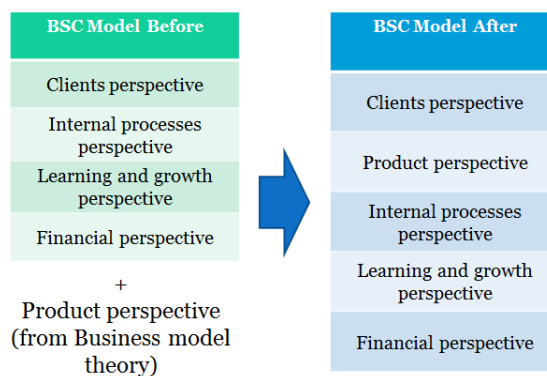 BSC Model Before
Clients perspective
Internal processes
perspective
Learning and growth
perspective
Financial perspective
+
Product perspective
(from Business model
theory)
BSC Model After
Clients perspective
Product perspective
Internal processes
perspective
Learning and growth
perspective
Financial perspective